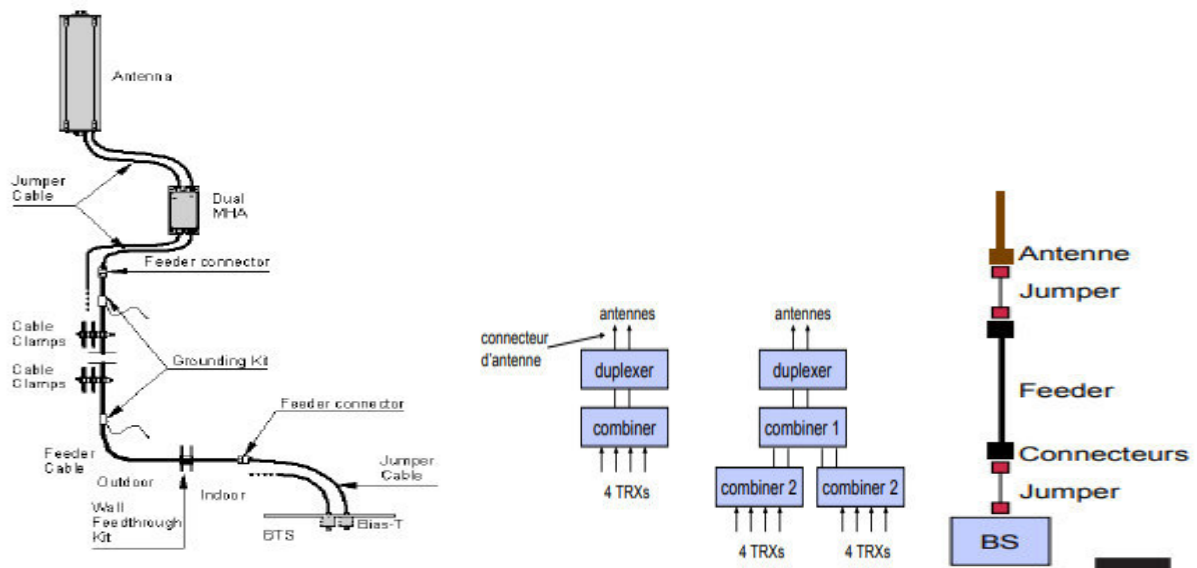 Antenna
Jumper
Cable
Dual
MHA
Feeder connector
Cable
Clamps
Grounding Kit
Cable
Clamps
Feeder connector
Feeder
Cable
Outdoor
Indoor
Jumper
Cable
Wall
Feedthrough
Kit
BTS
Bias-T
antennes
connecteur
d'antenne
duplexer
combiner
4 TRXs
antennes
duplexer
combiner 1
combiner 2
combiner 2
4 TRXs
4 TRXs
Antenne
Jumper
Feeder
Connecteurs
Jumper
BS